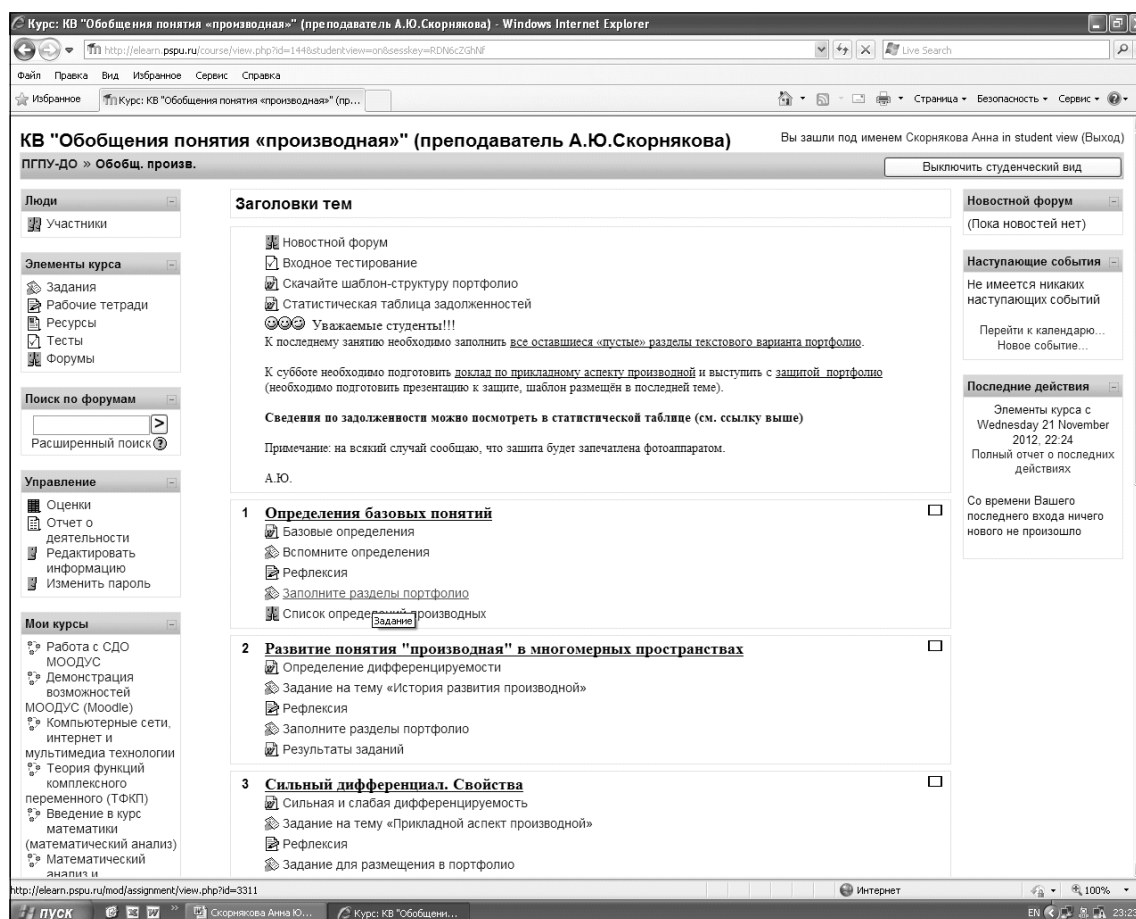 Курс: КВ "Обобщения понятия «производная»" (преподаватель А.Ю.Скорнякова) - Windows Internet Explorer
http://elearn.pspu.ru/course/view.php?id=144&studentview=on&sesskey=RDN6cZGhNf
Live Search
Файл Правка Вид Избранное Сервис Справка
Избранное
Курс: КВ "Обобщения понятия «производная»" (пр...
Страница
Безопасность
Сервис
КВ "Обобщения понятия «производная»" (преподаватель А.Ю.Скорнякова)
Вы зашли под именем Скорнякова Анна in student view (Выход)
ПГПУ-ДО » Обобщ. произв.
Выключить студенческий вид
Люди
Участники
Элементы курса
Задания
Рабочие тетради
Ресурсы
Тесты
Форумы
Поиск по форумам
>
Расширенный поиск ?
Управление
Оценки
Отчет о
деятельности
Редактировать
информацию
Изменить пароль
Мои курсы
Работа с СДО
МООДУС
Демонстрация
возможностей
МООДУС (Moodle)
Компьютерные сети,
интернет и
мультимедиа технологии
Теория функций
комплексного
переменного (ТФКП)
Введение в курс
математики
(математический анализ)
Математический
анализ и
Заголовки тем
Новостной форум
Входное тестирование
Скачайте шаблон-структуру портфолио
Статистическая таблица задолженностей
Уважаемые студенты!!!
К последнему занятию необходимо заполнить все оставшиеся «пустые» разделы текстового варианта портфолио.
К субботе необходимо подготовить доклад по прикладному аспекту производной и выступить с защитой портфолио
(необходимо подготовить презентацию к защите, шаблон размещён в последней теме).
Сведения по задолженности можно посмотреть в статистической таблице (см. ссылку выше)
Примечание: на всякий случай сообщаю, что защита будет запечатлена фотоаппаратом.
А.Ю.
1 Определения базовых понятий
Базовые определения
Вспомните определения
Рефлексия
Заполните разделы портфолио
Список определений производных
Задание
2 Развитие понятия "производная" в многомерных пространствах
Определение дифференцируемости
Задание на тему «История развития производной»
Рефлексия
Заполните разделы портфолио
Результаты заданий
3 Сильный дифференциал. Свойства
Сильная и слабая дифференцируемость
Задание на тему «Прикладной аспект производной»
Рефлексия
Задание для размещения в портфолио
Новостной форум
(Пока новостей нет)
Наступающие события
Не имеется никаких
наступающих событий
Перейти к календарю...
Новое событие...
Последние действия
Элементы курса с
Wednesday 21 November
2012, 22:24
Полный отчет о последних
действиях
Со времени Вашего
последнего входа ничего
нового не произошло
http://elearn.pspu.ru/mod/assignment/view.php?id=3311
Интернет
100%
пуск
Скорнякова Анна Ю...
Курс: КВ "Обобщени...
EN
23:23